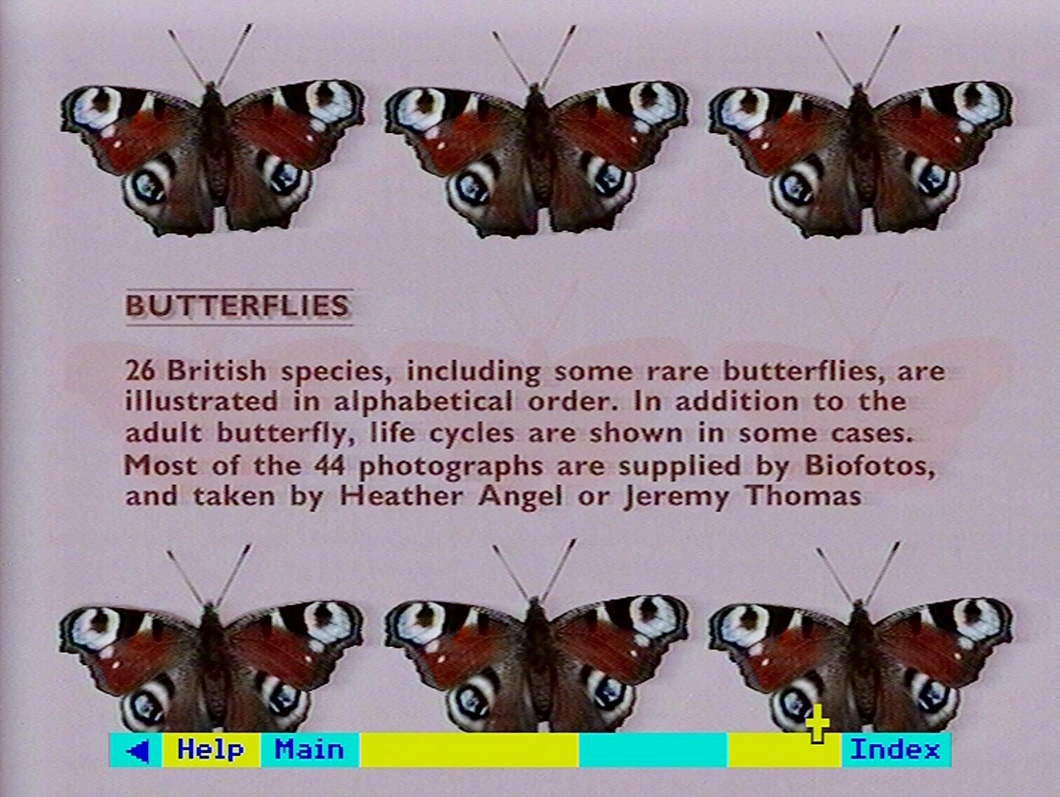 BUTTERFLIES
26 British species, including some rare butterflies, are
illustrated in alphabetical order. In addition to the
adult butterfly, life cycles are shown in some cases.
Most of the 44 photographs are supplied by Biofotos,
and taken by Heather Angel or Jeremy Thomas
Help Main Index